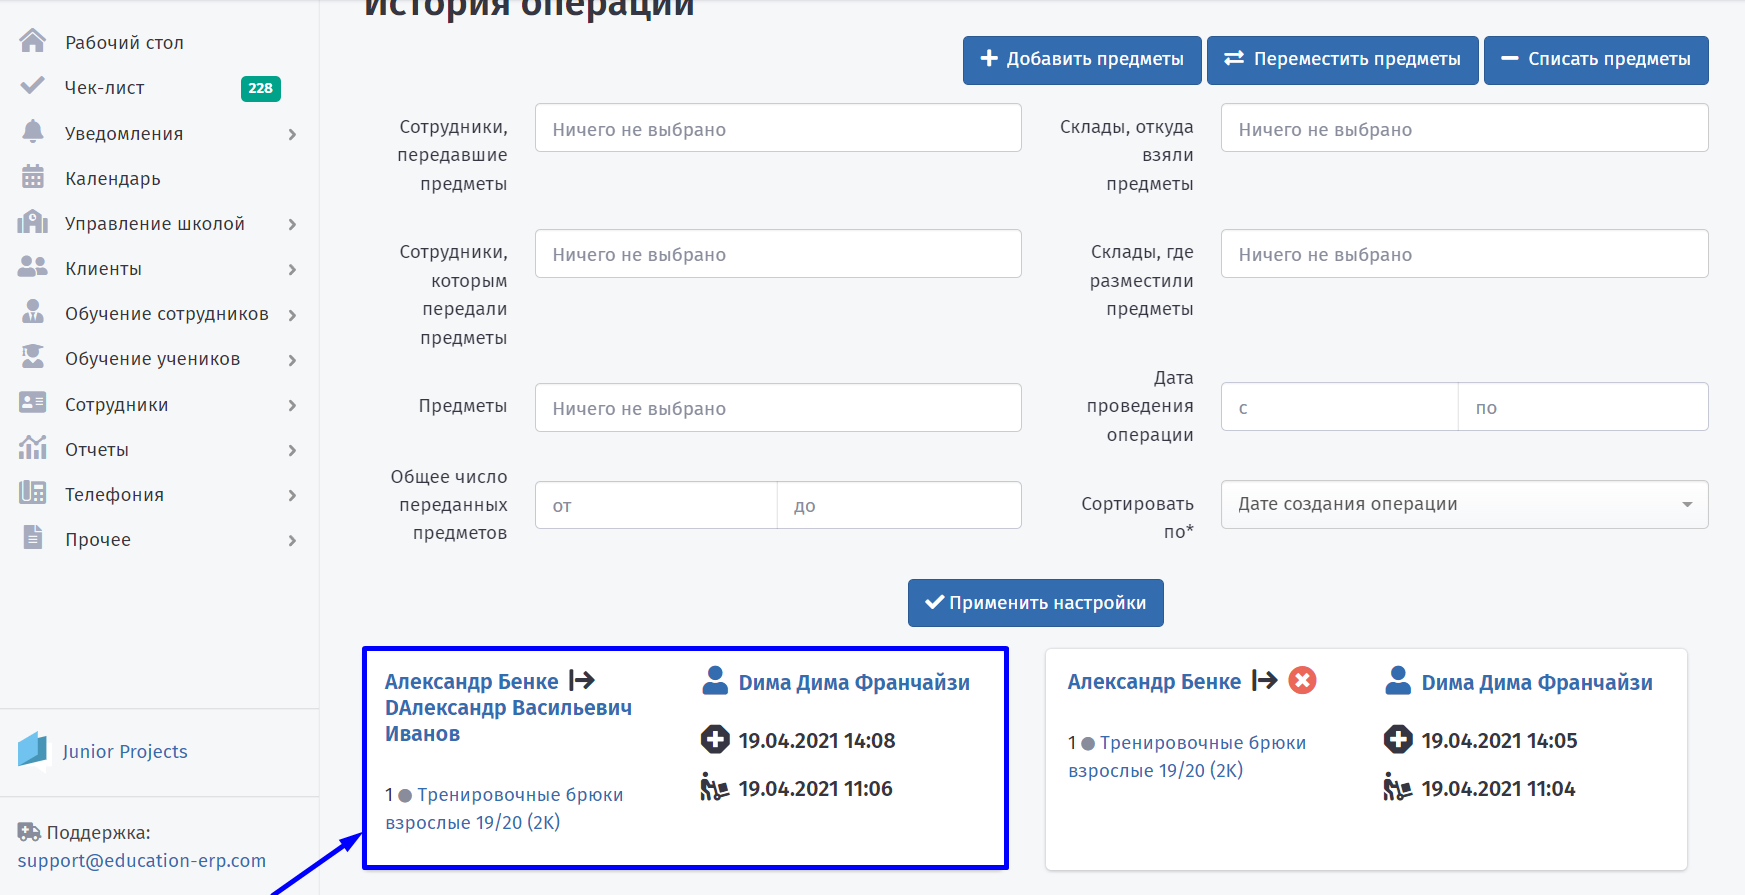 История операций
Рабочий стол
Чек-лист 228
Уведомления
Календарь
Управление школой
Клиенты
Обучение сотрудников
Обучение учеников
Сотрудники
Отчеты
Телефония
Прочее
Junior Projects
Поддержка:
support@education-erp.com
Добавить предметы
Переместить предметы
Списать предметы
Сотрудники,
передавшие
предметы
Ничего не выбрано
Склады, откуда
взяли
предметы
Ничего не выбрано
Сотрудники,
которым
передали
предметы
Ничего не выбрано
Склады, где
разместили
предметы
Ничего не выбрано
Предметы
Ничего не выбрано
Дата
проведения
операции
с
по
Общее число
переданных
предметов
от
до
Сортировать
по*
Дате создания операции
Применить настройки
Александр Бенке
DАлександр Васильевич
Иванов
1 Тренировочные брюки
взрослые 19/20 (2K)
Dима Дима Франчайзи
19.04.2021 14:08
19.04.2021 11:06
Александр Бенке
1 Тренировочные брюки
взрослые 19/20 (2K)
Dима Дима Франчайзи
19.04.2021 14:05
19.04.2021 11:04